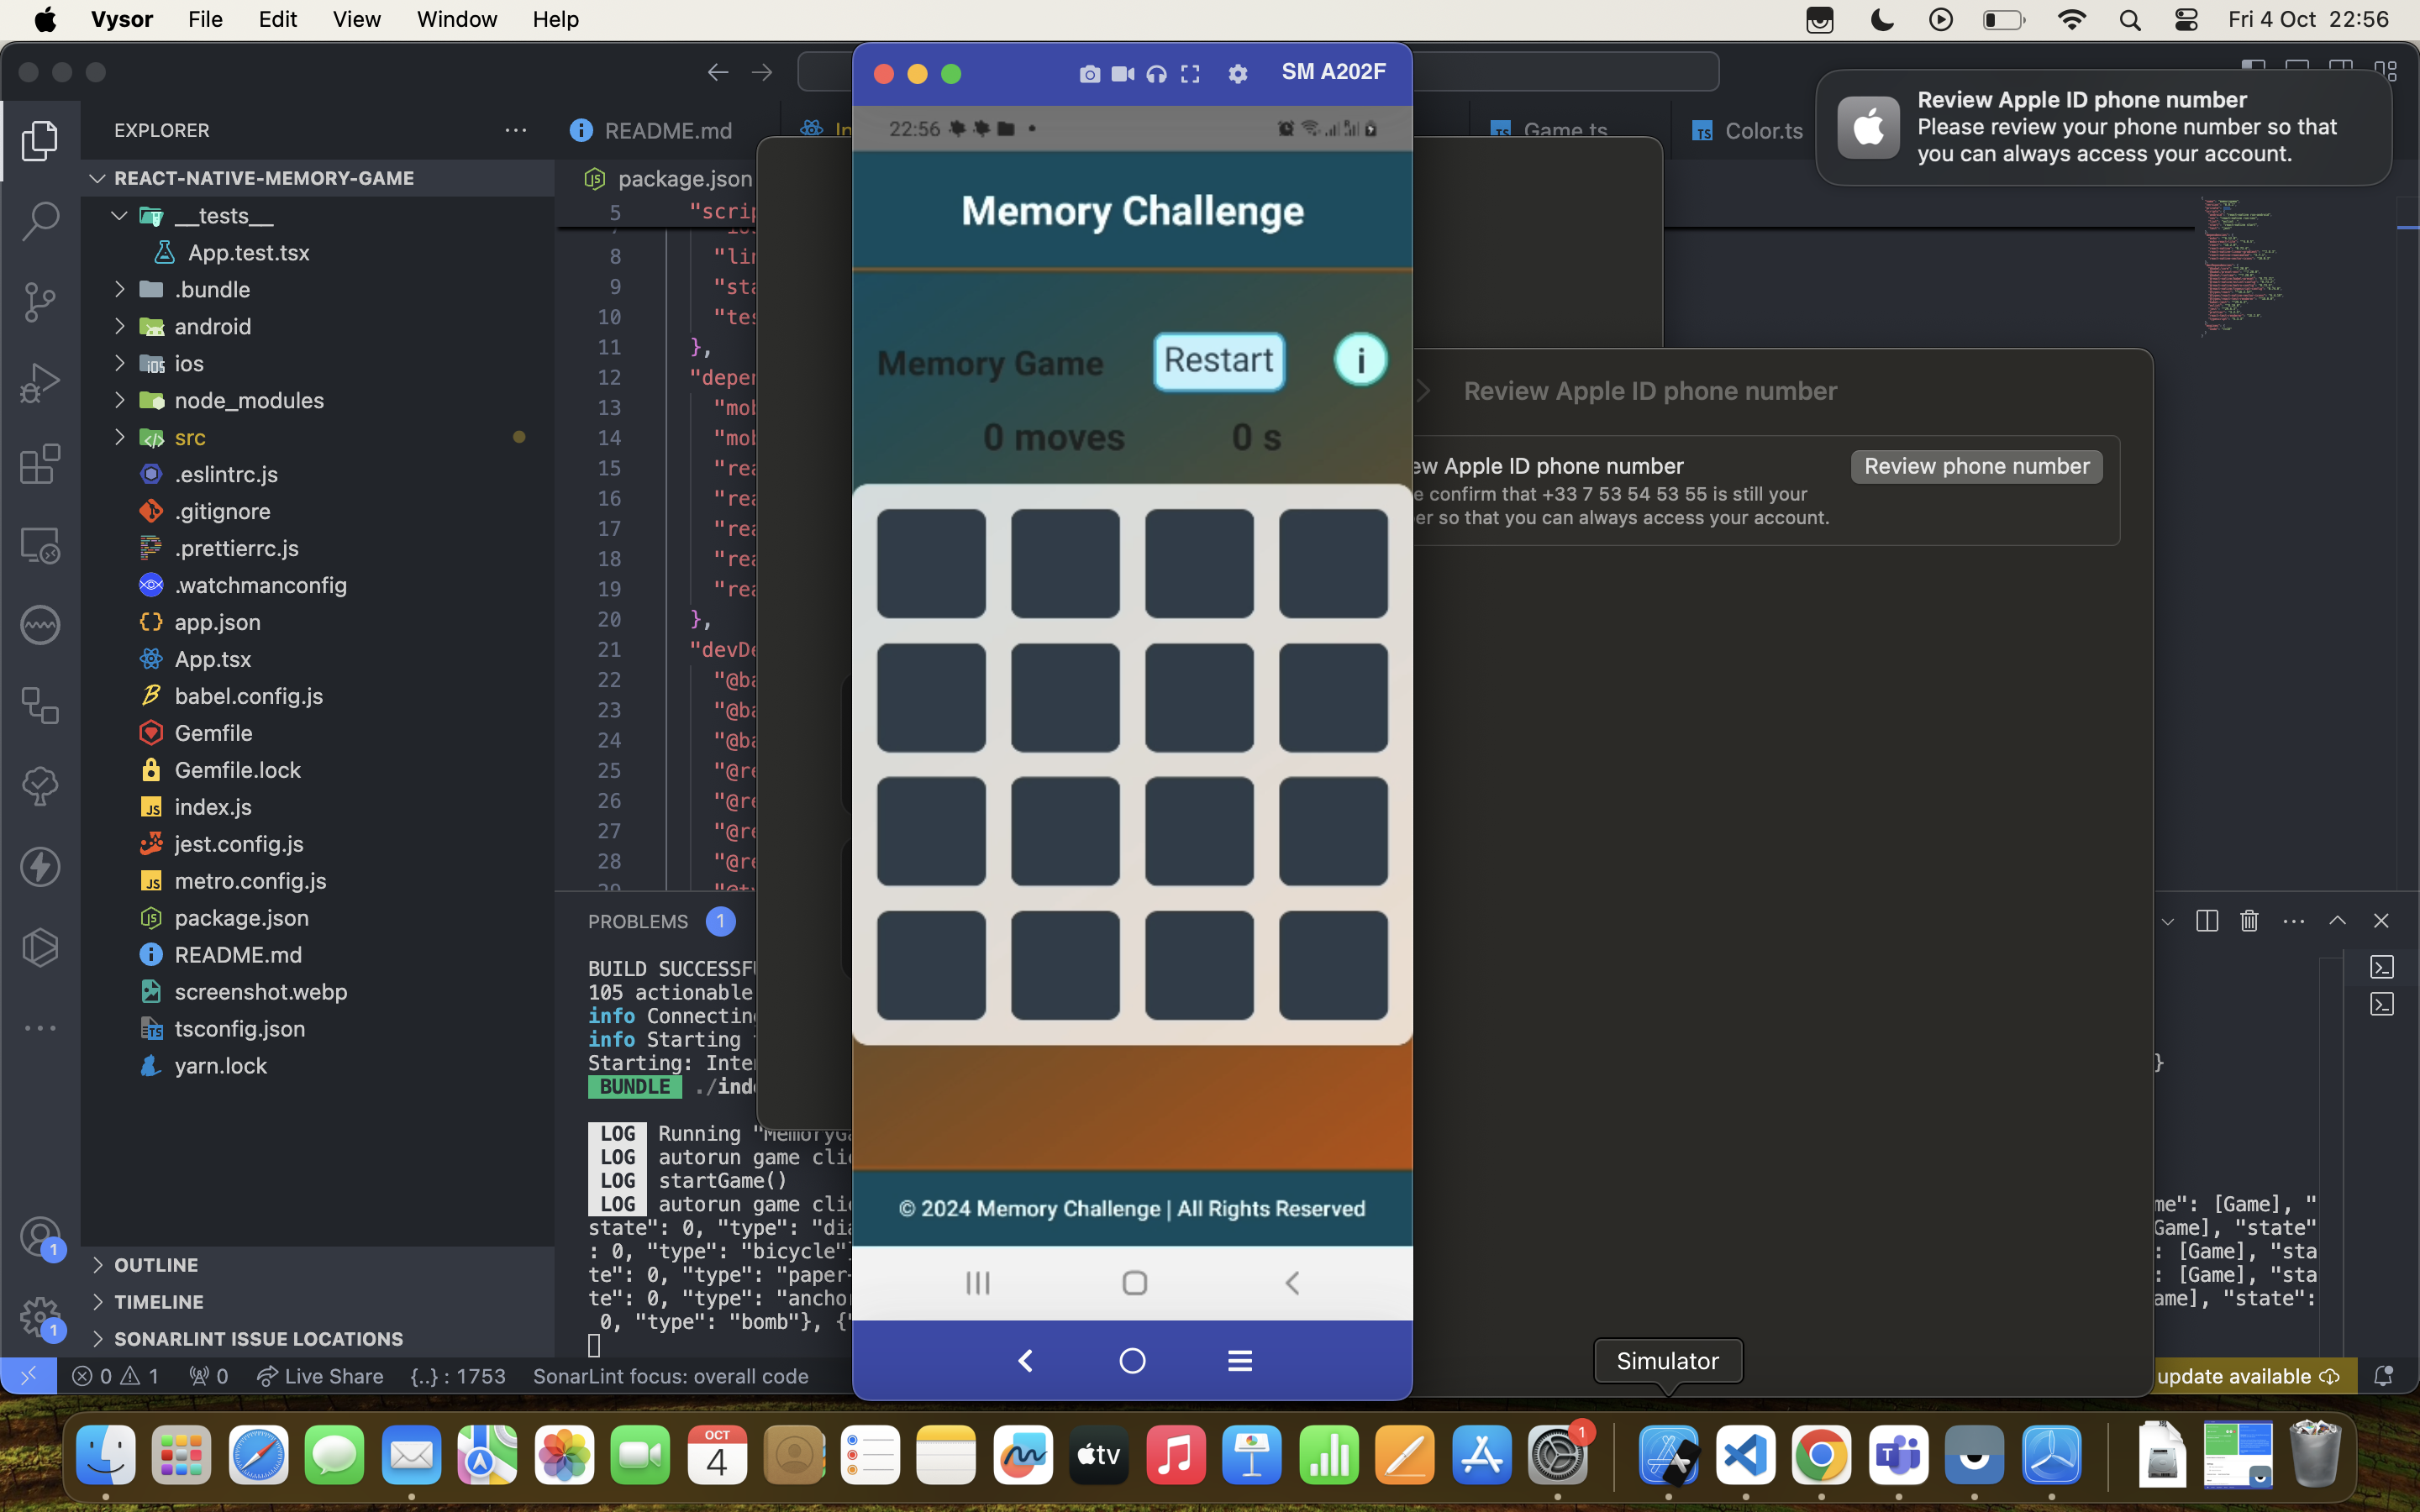 Vysor File Edit View Window Help
Fri 4 Oct 22:56
SM A202F
Review Apple ID phone number
Please review your phone number so that
you can always access your account.
EXPLORER
README.md
Game.ts
Color.ts
REACT-NATIVE-MEMORY-GAME
__tests__
App.test.tsx
.bundle
android
ios
node_modules
src
.eslintrc.js
.gitignore
.prettierrc.js
.watchmanconfig
app.json
App.tsx
babel.config.js
Gemfile
Gemfile.lock
index.js
jest.config.js
metro.config.js
package.json
README.md
screenshot.webp
tsconfig.json
yarn.lock
OUTLINE
TIMELINE
SONARLINT ISSUE LOCATIONS
package.json
5 "scrip
8 "lin
9 "sta
10 "tes
11 },
12 "deper
13 "mob
14 "mob
15 "rea
16 "rea
17 "rea
18 "rea
19 "rea
20 },
21 "devDe
22 "@ba
23 "@ba
24 "@ba
25 "@re
26 "@re
27 "@re
28 "@re
PROBLEMS 1
BUILD SUCCESSFU
105 actionable
info Connecting
info Starting
Starting: Inte
BUNDLE ./ind
LOG Running "MemoryGa
LOG autorun game clic
LOG startGame()
LOG autorun game clic
state": 0, "type": "dia
: 0, "type": "bicycle"
te": 0, "type": "paper-
te": 0, "type": "anchor
0, "type": "bomb"}, {"
22:56
Memory Challenge
Memory Game
Restart
i
0 moves
0 s
© 2024 Memory Challenge | All Rights Reserved
Review Apple ID phone number
ew Apple ID phone number
Review phone number
e confirm that +33 7 53 54 53 55 is still your
er so that you can always access your account.
}
me": [Game], "
Game], "state"
: [Game], "sta
: [Game], "sta
ame], "state":
Simulator
0 1 0 Live Share {..} : 1753 SonarLint focus: overall code
update available
1
1
OCT
4
tv
1